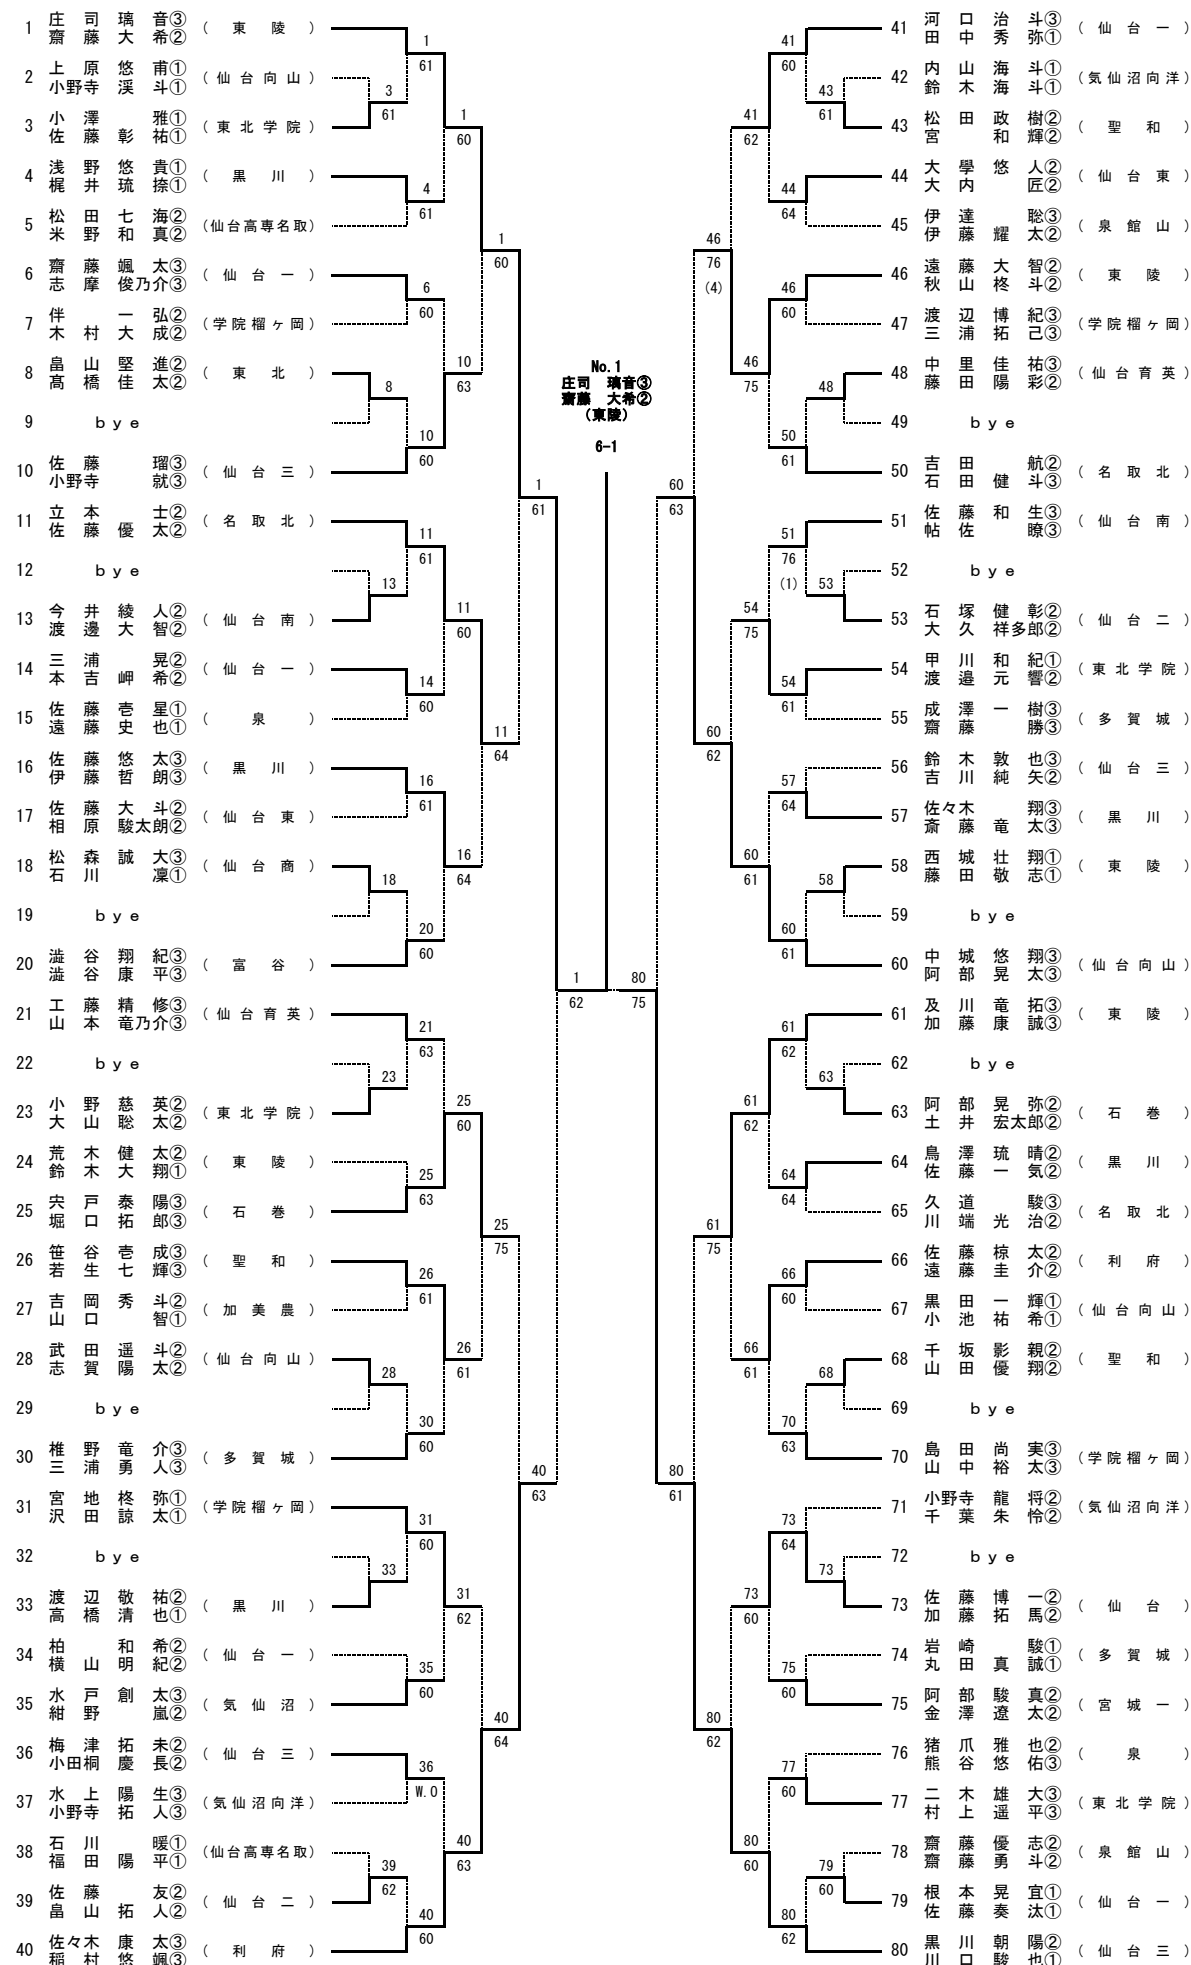 1 庄司璃音③ 齋藤大希② (東陵)
2 上原悠甫① 小野寺渓斗① (仙台向山)
3 小澤雅① 佐藤彰祐① (東北学院)
4 浅野悠貴① 梶井琉捺① (黒川)
5 松田七海② 米野和真② (仙台高専名取)
6 齋藤颯太③ 志摩俊乃介③ (仙台一)
7 伴一弘② 木村大成② (学院榴ヶ岡)
8 畠山堅進② 髙橋佳太② (東北)
9 bye
10 佐藤瑠③ 小野寺就③ (仙台三)
11 立本士② 佐藤優太② (名取北)
12 bye
13 今井綾人② 渡邊大智② (仙台南)
14 三浦晃② 本吉岬希② (仙台一)
15 佐藤壱星① 遠藤史也① (泉)
16 佐藤悠太③ 伊藤哲朗③ (黒川)
17 佐藤大斗② 相原駿太朗② (仙台東)
18 松森誠大③ 石川凜① (仙台商)
19 bye
20 澁谷翔紀③ 澁谷康平③ (富谷)
21 工藤精修③ 山本竜乃介③ (仙台育英)
22 bye
23 小野慈英② 大山聡太② (東北学院)
24 荒木健太② 鈴木大翔① (東陵)
25 宍戸泰陽③ 堀口拓郎③ (石巻)
26 笹谷壱成③ 若生七輝③ (聖和)
27 吉岡秀斗② 山口智① (加美農)
28 武田遥斗② 志賀陽太② (仙台向山)
29 bye
30 椎野竜介③ 三浦勇人③ (多賀城)
31 宮地柊弥① 沢田諒太① (学院榴ヶ岡)
32 bye
33 渡辺敬祐② 高橋清也① (黒川)
34 柏和希② 横山明紀② (仙台一)
35 水戸創太③ 紺野嵐② (気仙沼)
36 梅津拓未② 小田桐慶長② (仙台三)
37 水上陽生③ 小野寺拓人③ (気仙沼向洋)
38 石川暖① 福田陽平① (仙台高専名取)
39 佐藤友② 畠山拓人② (仙台二)
40 佐々木康太③ 稲村悠颯③ (利府)
1 61
3 61
1 60
4 61
1 60
6 60
10 63
8
10 60
1 61
11 61
13
11 60
14 60
11 64
16 61
16 64
18
20 60
1 62
21 63
23
25 60
25 63
25 75
26 61
26 61
28
30 60
40 63
31 60
33
31 62
35 60
40 64
36 W.O
40 63
39 62
40 60
No.1
庄司 璃音③
齋藤 大希②
(東陵)
6-1
80 75
41 60
43 61
41 62
44 64
46 76 (4)
46 60
46 75
48
50 61
60 63
51 76 (1)
53
54 75
54 61
60 62
57 64
60 61
58
60 61
61 62
63
61 62
64 64
61 75
66 60
66 61
68
70 63
80 61
73 64
73
73 60
75 60
80 62
77 60
80 60
79 60
80 62
41 河口治斗③ 田中秀弥① (仙台一)
42 内山海斗① 鈴木海斗① (気仙沼向洋)
43 松田政樹② 宮和輝② (聖和)
44 大學悠人② 大内匠② (仙台東)
45 伊達聡③ 伊藤耀太② (泉館山)
46 遠藤大智② 秋山柊斗② (東陵)
47 渡辺博紀③ 三浦拓己③ (学院榴ヶ岡)
48 中里佳祐③ 藤田陽彩② (仙台育英)
49 bye
50 吉田航② 石田健斗③ (名取北)
51 佐藤和生③ 帖佐瞭③ (仙台南)
52 bye
53 石塚健彰② 大久祥多郎② (仙台二)
54 甲川和紀① 渡邉元響② (東北学院)
55 成澤一樹③ 齋藤勝③ (多賀城)
56 鈴木敦也③ 吉川純矢② (仙台三)
57 佐々木翔③ 斎藤竜太③ (黒川)
58 西城壮翔① 藤田敬志① (東陵)
59 bye
60 中城悠翔③ 阿部晃太③ (仙台向山)
61 及川竜拓③ 加藤康誠③ (東陵)
62 bye
63 阿部晃弥② 土井宏太郎② (石巻)
64 鳥澤琉晴② 佐藤一気② (黒川)
65 久道駿③ 川端光治② (名取北)
66 佐藤椋太② 遠藤圭介② (利府)
67 黒田一輝① 小池祐希① (仙台向山)
68 千坂影親② 山田優翔② (聖和)
69 bye
70 島田尚実③ 山中裕太③ (学院榴ヶ岡)
71 小野寺龍将② 千葉朱怜② (気仙沼向洋)
72 bye
73 佐藤博一② 加藤拓馬② (仙台)
74 岩崎駿① 丸田真誠① (多賀城)
75 阿部駿真② 金澤遼太② (宮城一)
76 猪爪雅也② 熊谷悠佑③ (泉)
77 二木雄大③ 村上遥平③ (東北学院)
78 齋藤優志② 齋藤勇斗② (泉館山)
79 根本晃宜① 佐藤奏汰① (仙台一)
80 黒川朝陽② 川口駿也① (仙台三)